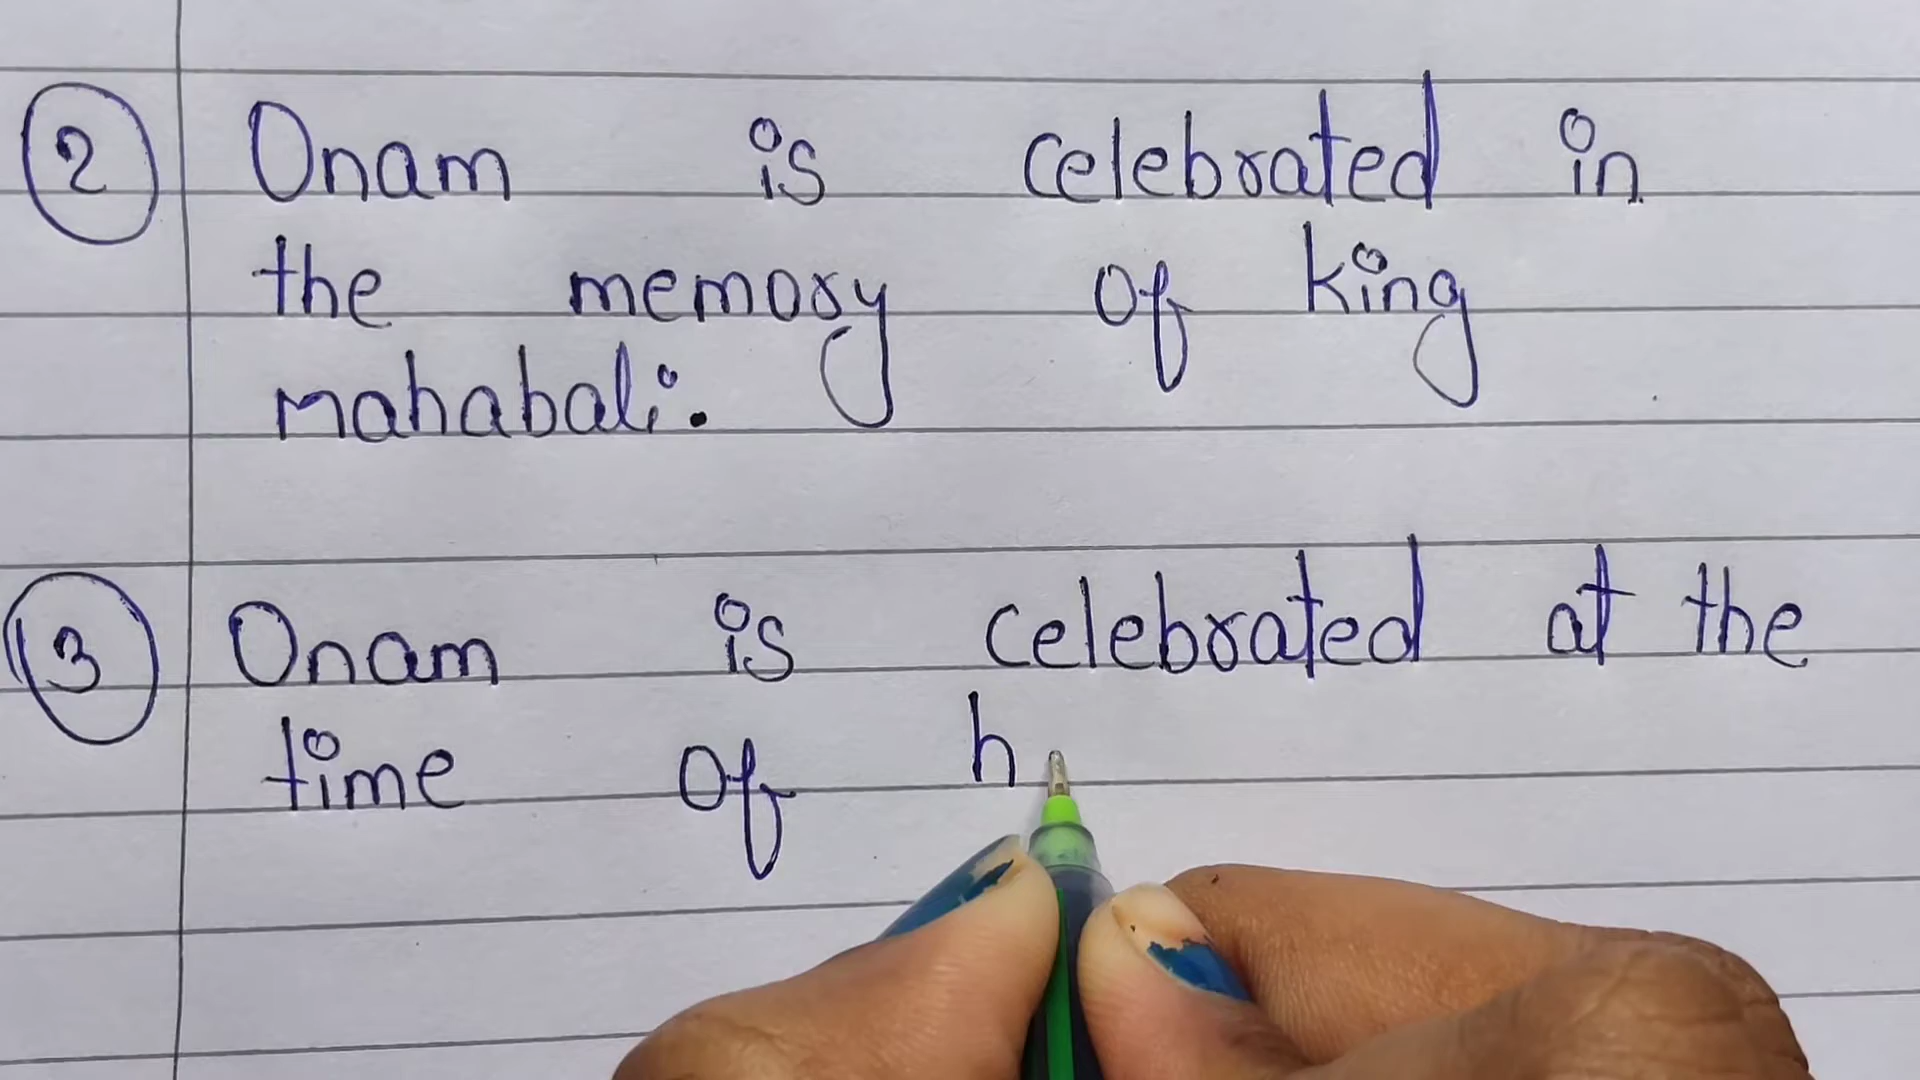 2 Onam is celebrated in
the memory of king
mahabali.
3 Onam is celebrated at the
time of h